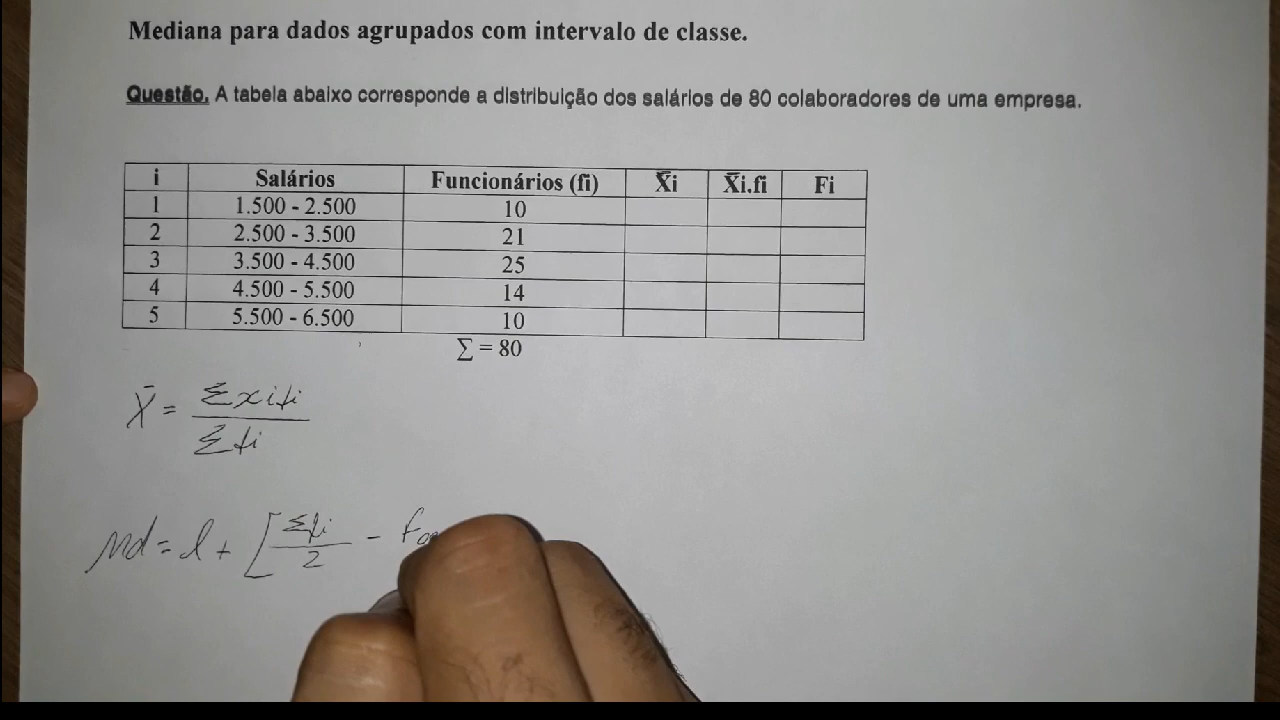 Mediana para dados agrupados com intervalo de classe.
Questão. A tabela abaixo corresponde a distribuição dos salários de 80 colaboradores de uma empresa.
i Salários Funcionários (fi) X̄i X̄i.fi Fi
1 1.500 - 2.500 10
2 2.500 - 3.500 21
3 3.500 - 4.500 25
4 4.500 - 5.500 14
5 5.500 - 6.500 10
∑ = 80
X̄ = Σxifi
Σfi
Md = l + [ Σfi
2 -